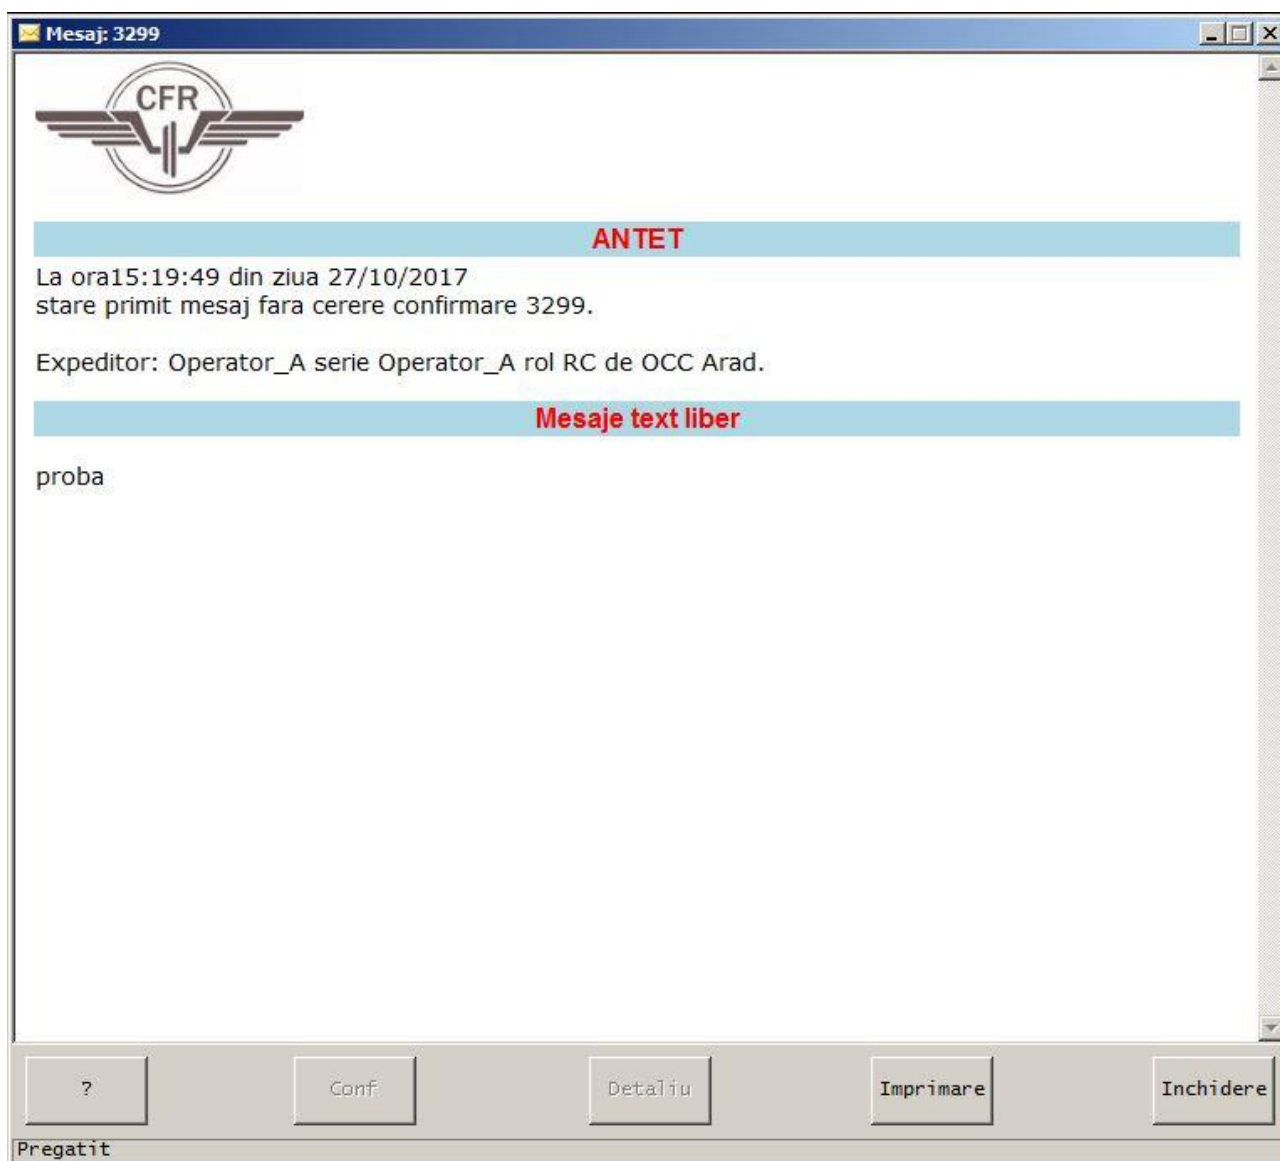 Mesaj: 3299
CFR
ANTET
La ora15:19:49 din ziua 27/10/2017
stare primit mesaj fara cerere confirmare 3299.
Expeditor: Operator_A serie Operator_A rol RC de OCC Arad.
Mesaje text liber
proba
? Conf Detaliu Imprimare Inchidere
Pregatit